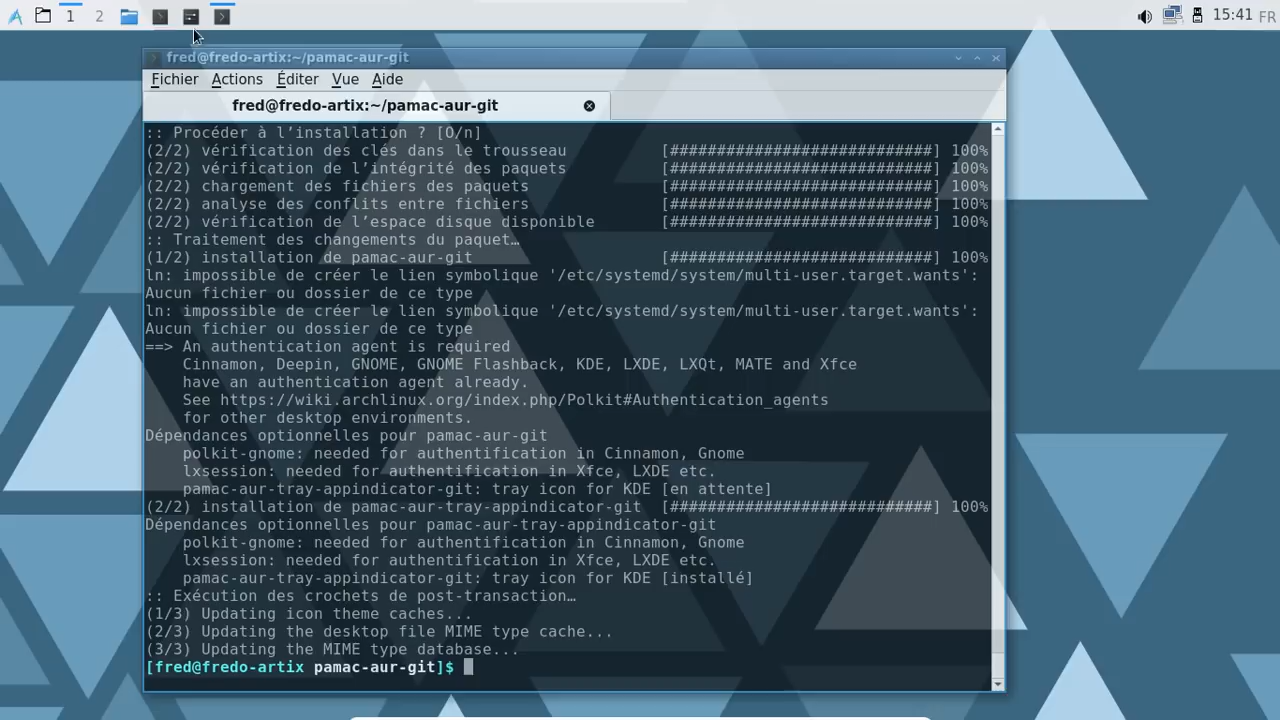 1
2
15:41
FR
fred@fredo-artix:~/pamac-aur-git
Fichier Actions Éditer Vue Aide
fred@fredo-artix:~/pamac-aur-git
:: Procéder à l’installation ? [O/n]
(2/2) vérification des clés dans le trousseau [############################] 100%
(2/2) vérification de l’intégrité des paquets [############################] 100%
(2/2) chargement des fichiers des paquets [############################] 100%
(2/2) analyse des conflits entre fichiers [############################] 100%
(2/2) vérification de l’espace disque disponible [############################] 100%
:: Traitement des changements du paquet…
(1/2) installation de pamac-aur-git [############################] 100%
ln: impossible de créer le lien symbolique '/etc/systemd/system/multi-user.target.wants':
Aucun fichier ou dossier de ce type
ln: impossible de créer le lien symbolique '/etc/systemd/system/multi-user.target.wants':
Aucun fichier ou dossier de ce type
==> An authentication agent is required
Cinnamon, Deepin, GNOME, GNOME Flashback, KDE, LXDE, LXQt, MATE and Xfce
have an authentication agent already.
See https://wiki.archlinux.org/index.php/Polkit#Authentication_agents
for other desktop environments.
Dépendances optionnelles pour pamac-aur-git
polkit-gnome: needed for authentification in Cinnamon, Gnome
lxsession: needed for authentification in Xfce, LXDE etc.
pamac-aur-tray-appindicator-git: tray icon for KDE [en attente]
(2/2) installation de pamac-aur-tray-appindicator-git [############################] 100%
Dépendances optionnelles pour pamac-aur-tray-appindicator-git
polkit-gnome: needed for authentification in Cinnamon, Gnome
lxsession: needed for authentification in Xfce, LXDE etc.
pamac-aur-tray-appindicator-git: tray icon for KDE [installé]
:: Exécution des crochets de post-transaction…
(1/3) Updating icon theme caches...
(2/3) Updating the desktop file MIME type cache...
(3/3) Updating the MIME type database...
[fred@fredo-artix pamac-aur-git]$